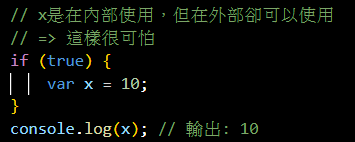 // x是在內部使用，但在外部卻可以使用
// => 這樣很可怕
if (true) {
    var x = 10;
}
console.log(x); // 輸出: 10